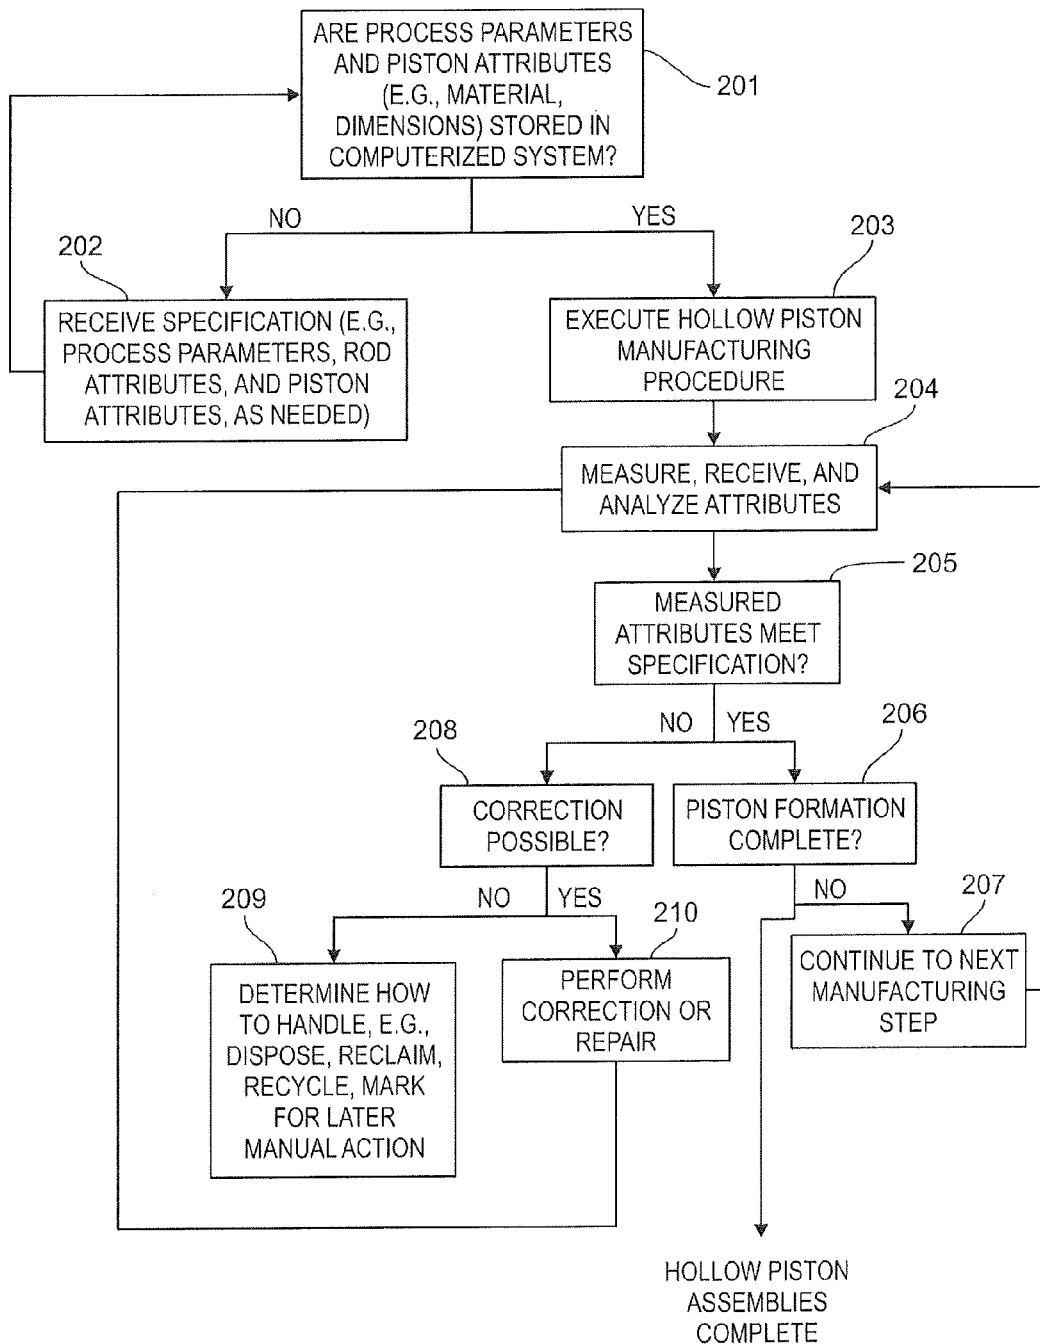 ARE PROCESS PARAMETERS
AND PISTON ATTRIBUTES
(E.G., MATERIAL,
DIMENSIONS) STORED IN
COMPUTERIZED SYSTEM?
201
NO
YES
202
203
RECEIVE SPECIFICATION (E.G.,
PROCESS PARAMETERS, ROD
ATTRIBUTES, AND PISTON
ATTRIBUTES, AS NEEDED)
EXECUTE HOLLOW PISTON
MANUFACTURING
PROCEDURE
204
MEASURE, RECEIVE, AND
ANALYZE ATTRIBUTES
205
MEASURED
ATTRIBUTES MEET
SPECIFICATION?
NO
YES
208
206
CORRECTION
POSSIBLE?
PISTON FORMATION
COMPLETE?
NO
YES
NO
209
210
207
DETERMINE HOW
TO HANDLE, E.G.,
DISPOSE, RECLAIM,
RECYCLE, MARK
FOR LATER
MANUAL ACTION
PERFORM
CORRECTION OR
REPAIR
CONTINUE TO NEXT
MANUFACTURING
STEP
HOLLOW PISTON
ASSEMBLIES
COMPLETE